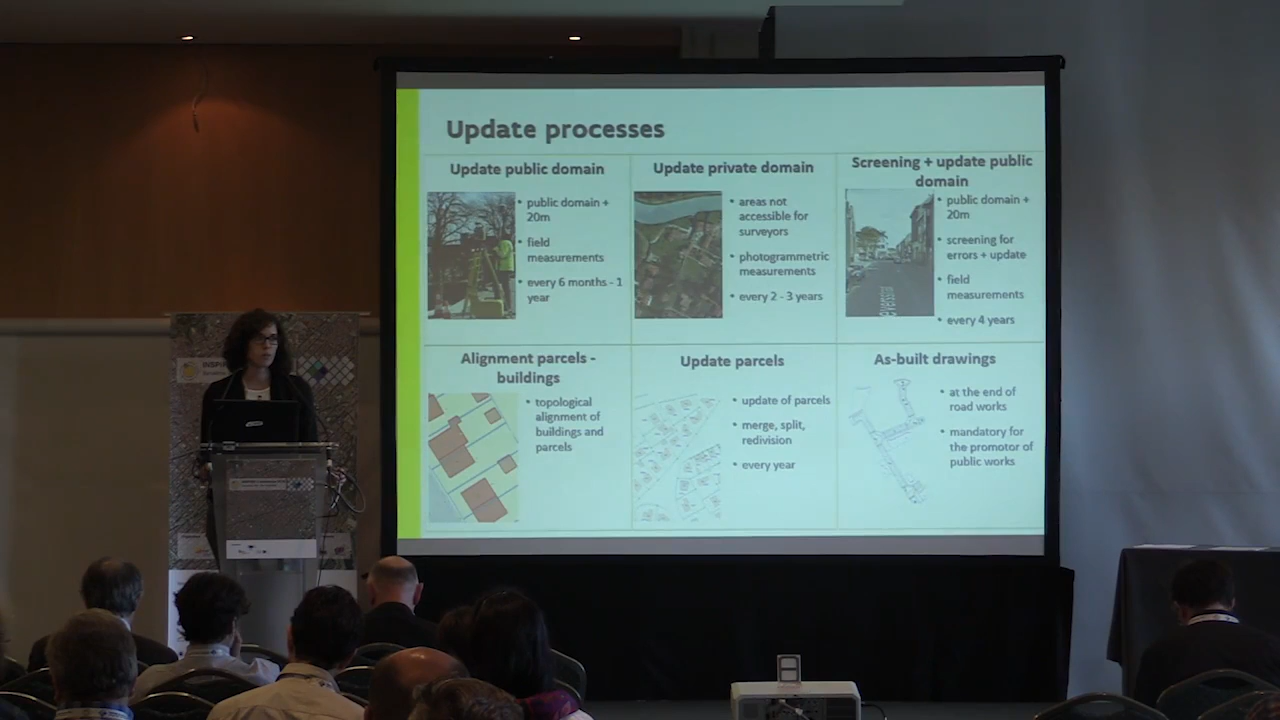 Update processes
Update public domain
• public domain +
20m
• field
measurements
• every 6 months - 1
year
Update private domain
• areas not
accessible for
surveyors
• photogrammetric
measurements
• every 2 - 3 years
Screening + update public
domain
• public domain +
20m
• screening for
errors + update
• field
measurements
• every 4 years
Alignment parcels -
buildings
• topological
alignment of
buildings and
parcels
Update parcels
• update of parcels
• merge, split,
redivision
• every year
As-built drawings
• at the end of
road works
• mandatory for
the promotor of
public works